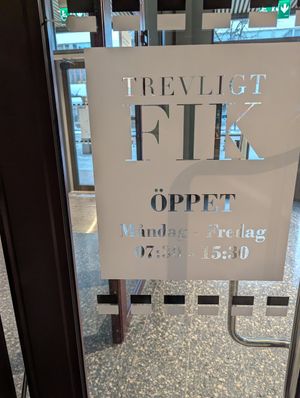 TREVLIGT
FIK
ÖPPET
Måndag - Fredag
07:30 - 15:30